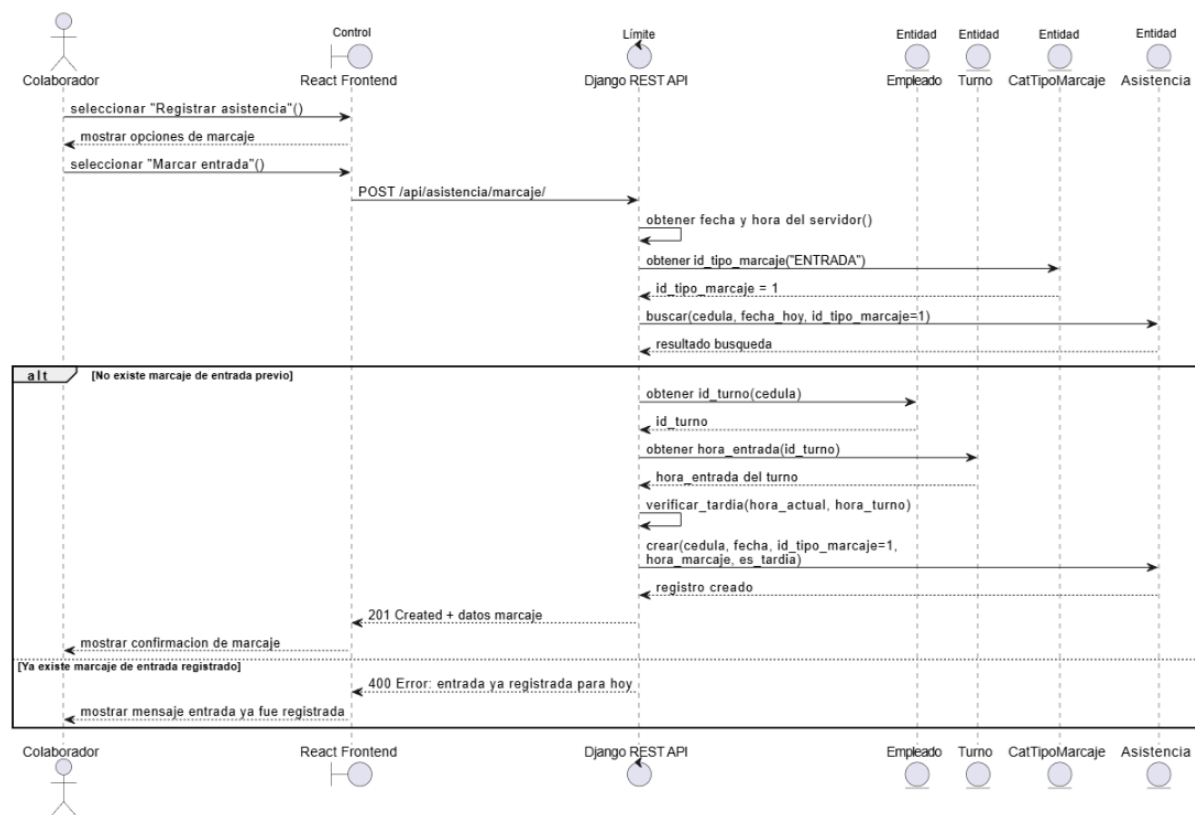 Control
Límite
Entidad Entidad Entidad Entidad
Colaborador React Frontend Django REST API Empleado Turno CatTipoMarcaje Asistencia
seleccionar "Registrar asistencia"()
mostrar opciones de marcaje
seleccionar "Marcar entrada"()
POST /api/asistencia/marcaje/
obtener fecha y hora del servidor()
obtener id_tipo_marcaje("ENTRADA")
id_tipo_marcaje = 1
buscar(cedula, fecha_hoy, id_tipo_marcaje=1)
resultado busqueda
alt [No existe marcaje de entrada previo]
obtener id_turno(cedula)
id_turno
obtener hora_entrada(id_turno)
hora_entrada del turno
verificar_tardia(hora_actual, hora_turno)
crear(cedula, fecha, id_tipo_marcaje=1,
hora_marcaje, es_tardia)
registro creado
201 Created + datos marcaje
mostrar confirmacion de marcaje
[Ya existe marcaje de entrada registrado]
400 Error: entrada ya registrada para hoy
mostrar mensaje entrada ya fue registrada
Colaborador React Frontend Django REST API Empleado Turno CatTipoMarcaje Asistencia